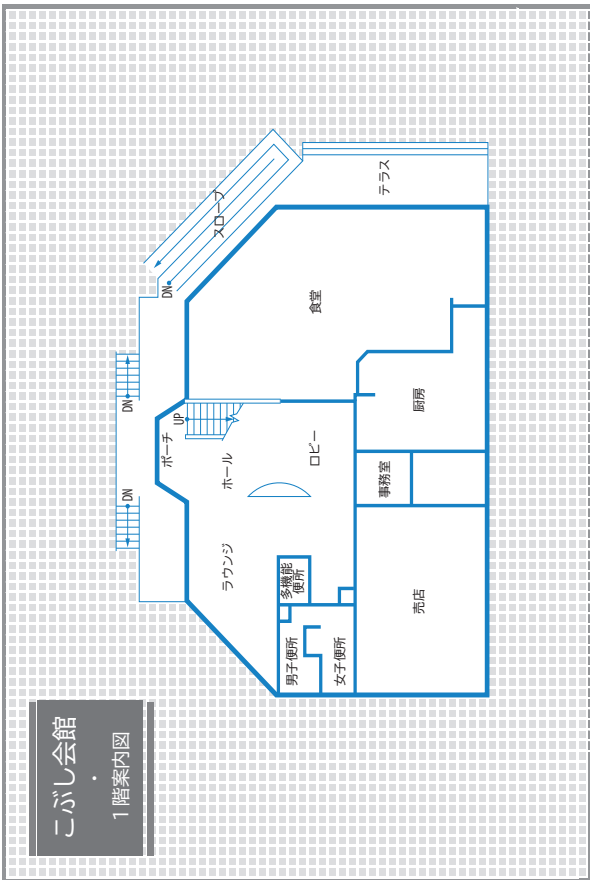 こぶし会館
・
1階案内図
DN
DN
DN
スロープ
テラス
ポーチ
UP
ホール
ロビー
食堂
ラウンジ
多機能
便所
男子便所
女子便所
事務室
厨房
売店